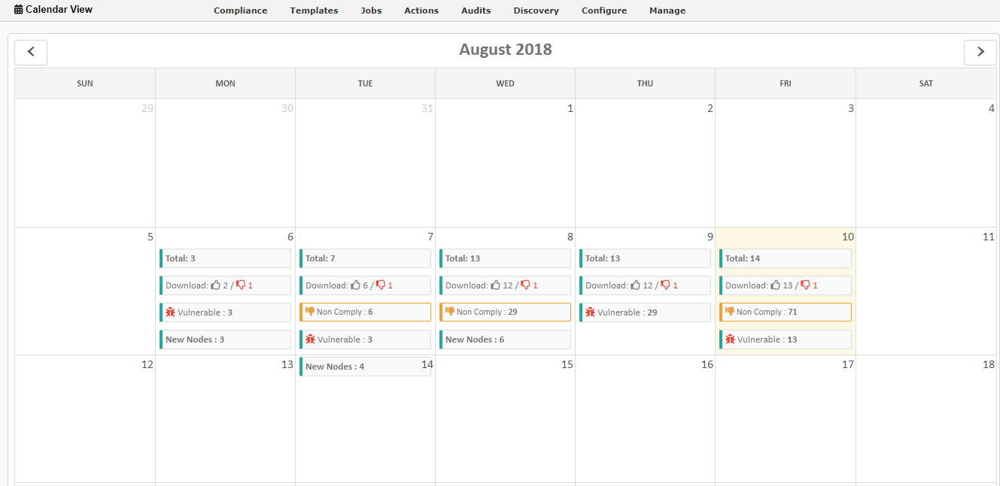 Calendar View Compliance Templates Jobs Actions Audits Discovery Configure Manage
August 2018
SUN MON TUE WED THU FRI SAT
29 30 31 1 2 3 4
5 6 7 8 9 10 11
Total: 3 Total: 7 Total: 13 Total: 13 Total: 14
Download: 2 / 1 Download: 6 / 1 Download: 12 / 1 Download: 12 / 1 Download: 13 / 1
Vulnerable : 3 Non Comply : 6 Non Comply : 29 Vulnerable : 29 Non Comply : 71
New Nodes : 3 Vulnerable : 3 New Nodes : 6 Vulnerable : 13
12 13 New Nodes : 4 14 15 16 17 18